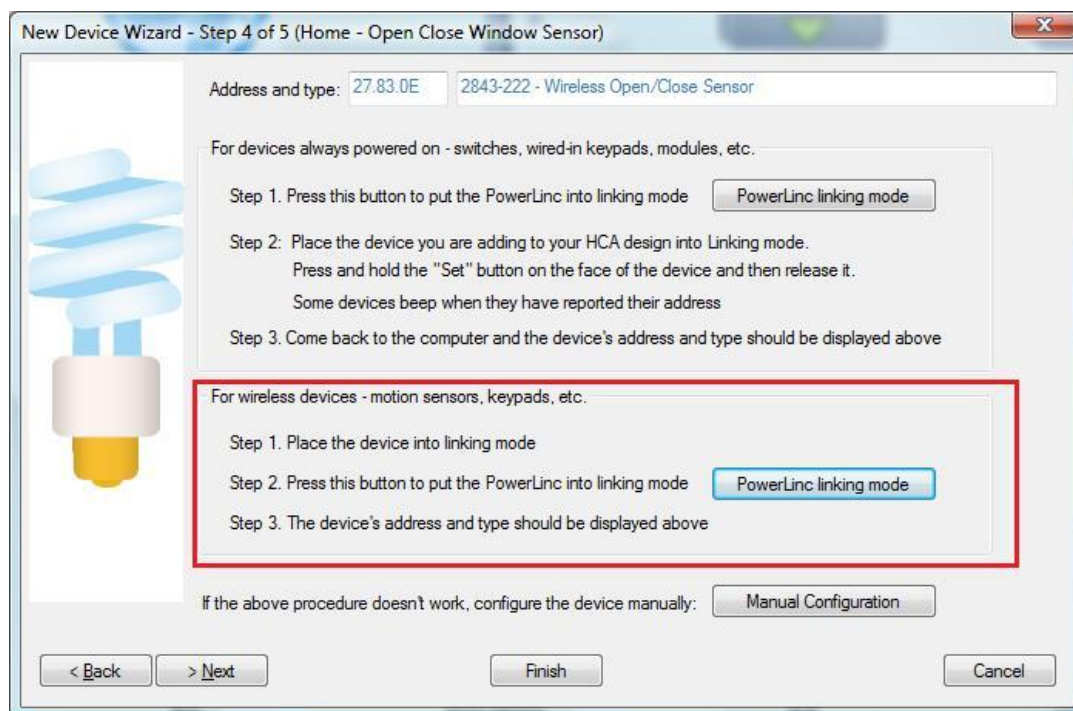 New Device Wizard - Step 4 of 5 (Home - Open Close Window Sensor)
Address and type: 27.83.0E 2843-222 - Wireless Open/Close Sensor
For devices always powered on - switches, wired-in keypads, modules, etc.
Step 1. Press this button to put the PowerLinc into linking mode PowerLinc linking mode
Step 2: Place the device you are adding to your HCA design into Linking mode.
Press and hold the "Set" button on the face of the device and then release it.
Some devices beep when they have reported their address
Step 3. Come back to the computer and the device's address and type should be displayed above
For wireless devices - motion sensors, keypads, etc.
Step 1. Place the device into linking mode
Step 2. Press this button to put the PowerLinc into linking mode PowerLinc linking mode
Step 3. The device's address and type should be displayed above
If the above procedure doesn't work, configure the device manually: Manual Configuration
< Back > Next Finish Cancel